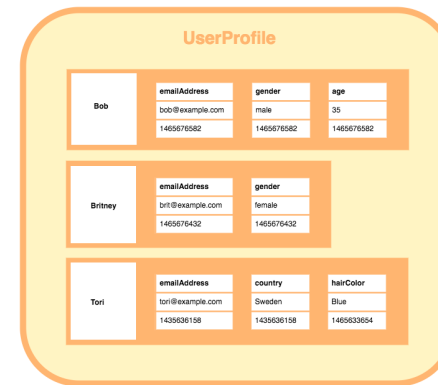 UserProfile
emailAddress gender age
Bob
bob@example.com male 35
1465676582 1465676582 1465676582
emailAddress gender
Britney
brit@example.com female
1465676432 1465676432
emailAddress country hairColor
Tori
tori@example.com Sweden Blue
1435636158 1435636158 1465633654